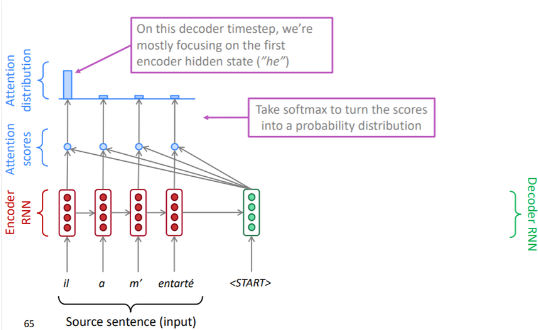 On this decoder timestep, we're
mostly focusing on the first
encoder hidden state ("he")
Attention
distribution
Take softmax to turn the scores
into a probability distribution
Attention
scores
Encoder
RNN
Decoder RNN
il a m' entarté <START>
Source sentence (input)
65